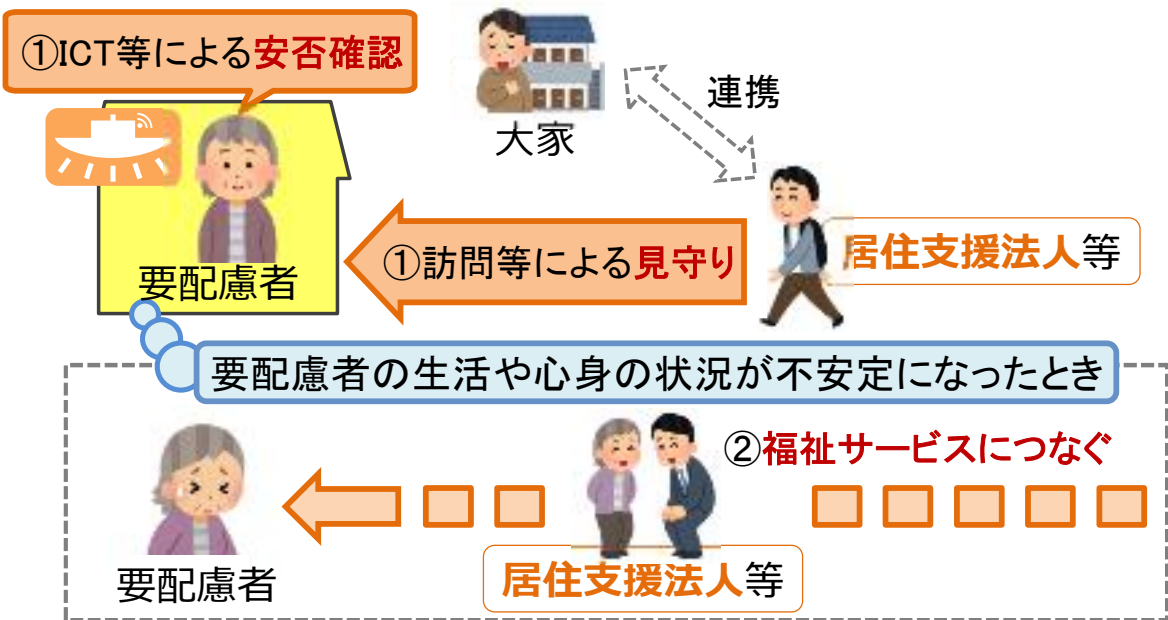 ①ICT等による安否確認
大家
連携
要配慮者
①訪問等による見守り
居住支援法人等
要配慮者の生活や心身の状況が不安定になったとき
②福祉サービスにつなぐ
要配慮者
居住支援法人等